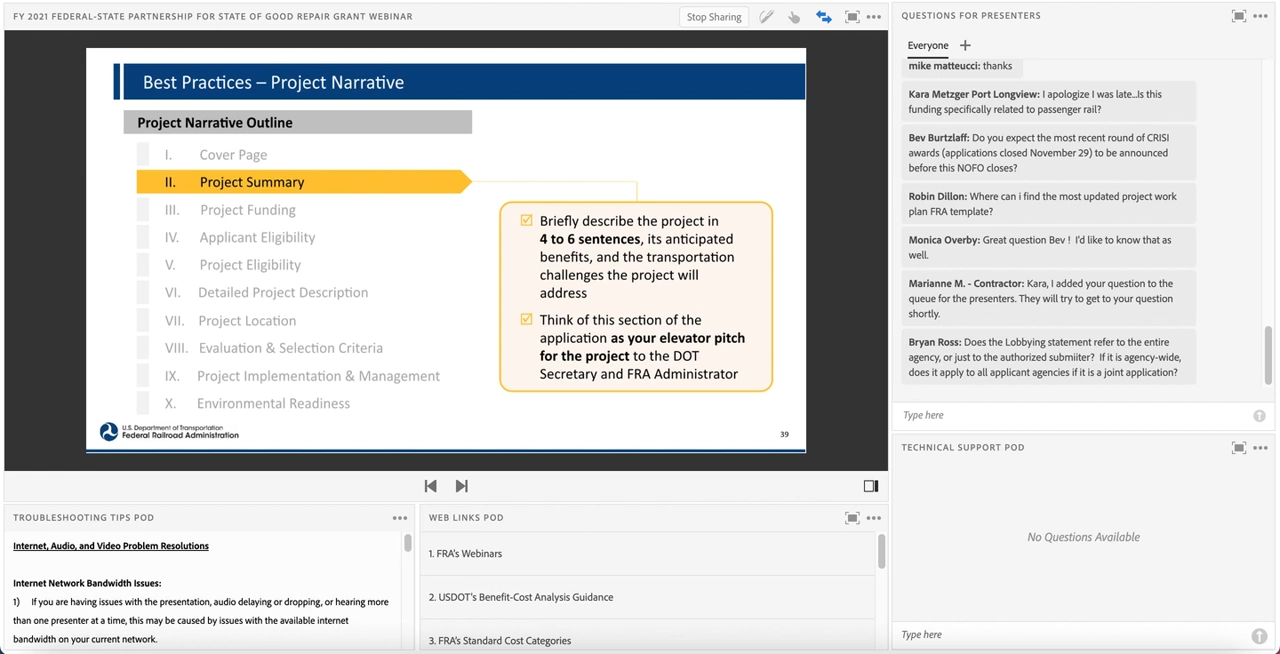 FY 2021 FEDERAL-STATE PARTNERSHIP FOR STATE OF GOOD REPAIR GRANT WEBINAR
Stop Sharing
Best Practices – Project Narrative
Project Narrative Outline
I. Cover Page
II. Project Summary
III. Project Funding
IV. Applicant Eligibility
V. Project Eligibility
VI. Detailed Project Description
VII. Project Location
VIII. Evaluation & Selection Criteria
IX. Project Implementation & Management
X. Environmental Readiness
Briefly describe the project in
4 to 6 sentences, its anticipated
benefits, and the transportation
challenges the project will
address
Think of this section of the
application as your elevator pitch
for the project to the DOT
Secretary and FRA Administrator
U.S. Department of Transportation
Federal Railroad Administration
39
TROUBLESHOOTING TIPS POD
Internet, Audio, and Video Problem Resolutions
Internet Network Bandwidth Issues:
1) If you are having issues with the presentation, audio delaying or dropping, or hearing more
than one presenter at a time, this may be caused by issues with the available internet
bandwidth on your current network.
WEB LINKS POD
1. FRA's Webinars
2. USDOT's Benefit-Cost Analysis Guidance
3. FRA's Standard Cost Categories
QUESTIONS FOR PRESENTERS
Everyone
mike matteucci: thanks
Kara Metzger Port Longview: I apologize I was late...Is this
funding specifically related to passenger rail?
Bev Burtzlaff: Do you expect the most recent round of CRISI
awards (applications closed November 29) to be announced
before this NOFO closes?
Robin Dillon: Where can i find the most updated project work
plan FRA template?
Monica Overby: Great question Bev ! I'd like to know that as
well.
Marianne M. - Contractor: Kara, I added your question to the
queue for the presenters. They will try to get to your question
shortly.
Bryan Ross: Does the Lobbying statement refer to the entire
agency, or just to the authorized submiiter? If it is agency-wide,
does it apply to all applicant agencies if it is a joint application?
Type here
TECHNICAL SUPPORT POD
No Questions Available
Type here